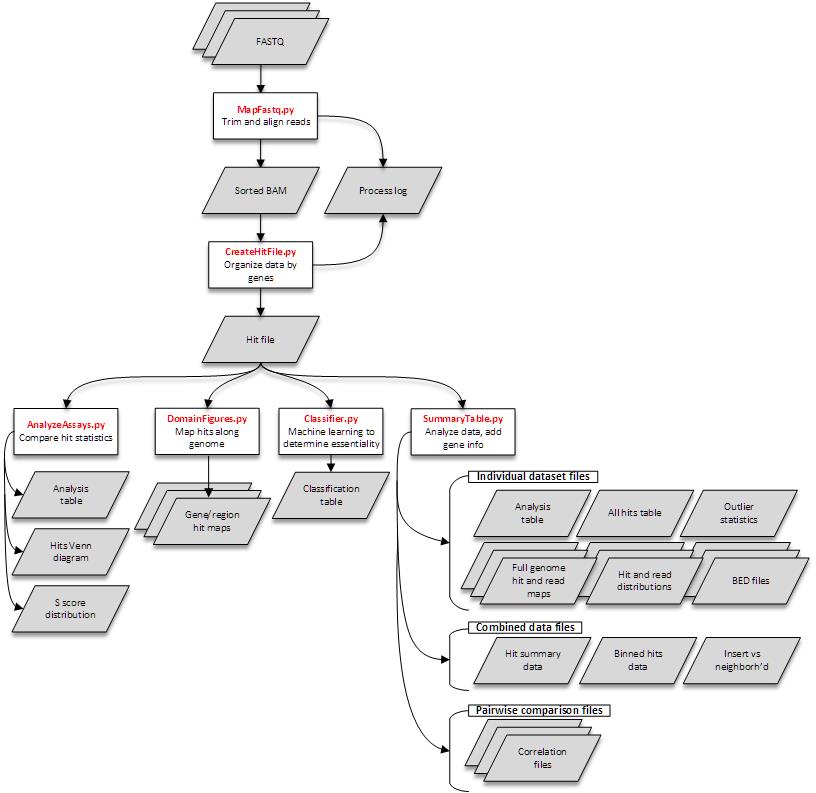 FASTQ
MapFastq.py
Trim and align reads
Sorted BAM
Process log
CreateHitFile.py
Organize data by
genes
Hit file
AnalyzeAssays.py
Compare hit statistics
DomainFigures.py
Map hits along
genome
Classifier.py
Machine learning to
determine essentiality
SummaryTable.py
Analyze data, add
gene info
Analysis
table
Hits Venn
diagram
S score
distribution
Gene/region
hit maps
Classification
table
Individual dataset files
Analysis
table
All hits table
Outlier
statistics
Full genome
hit and read
maps
Hit and read
distributions
BED files
Combined data files
Hit summary
data
Binned hits
data
Insert vs
neighborh'd
Pairwise comparison files
Correlation
files